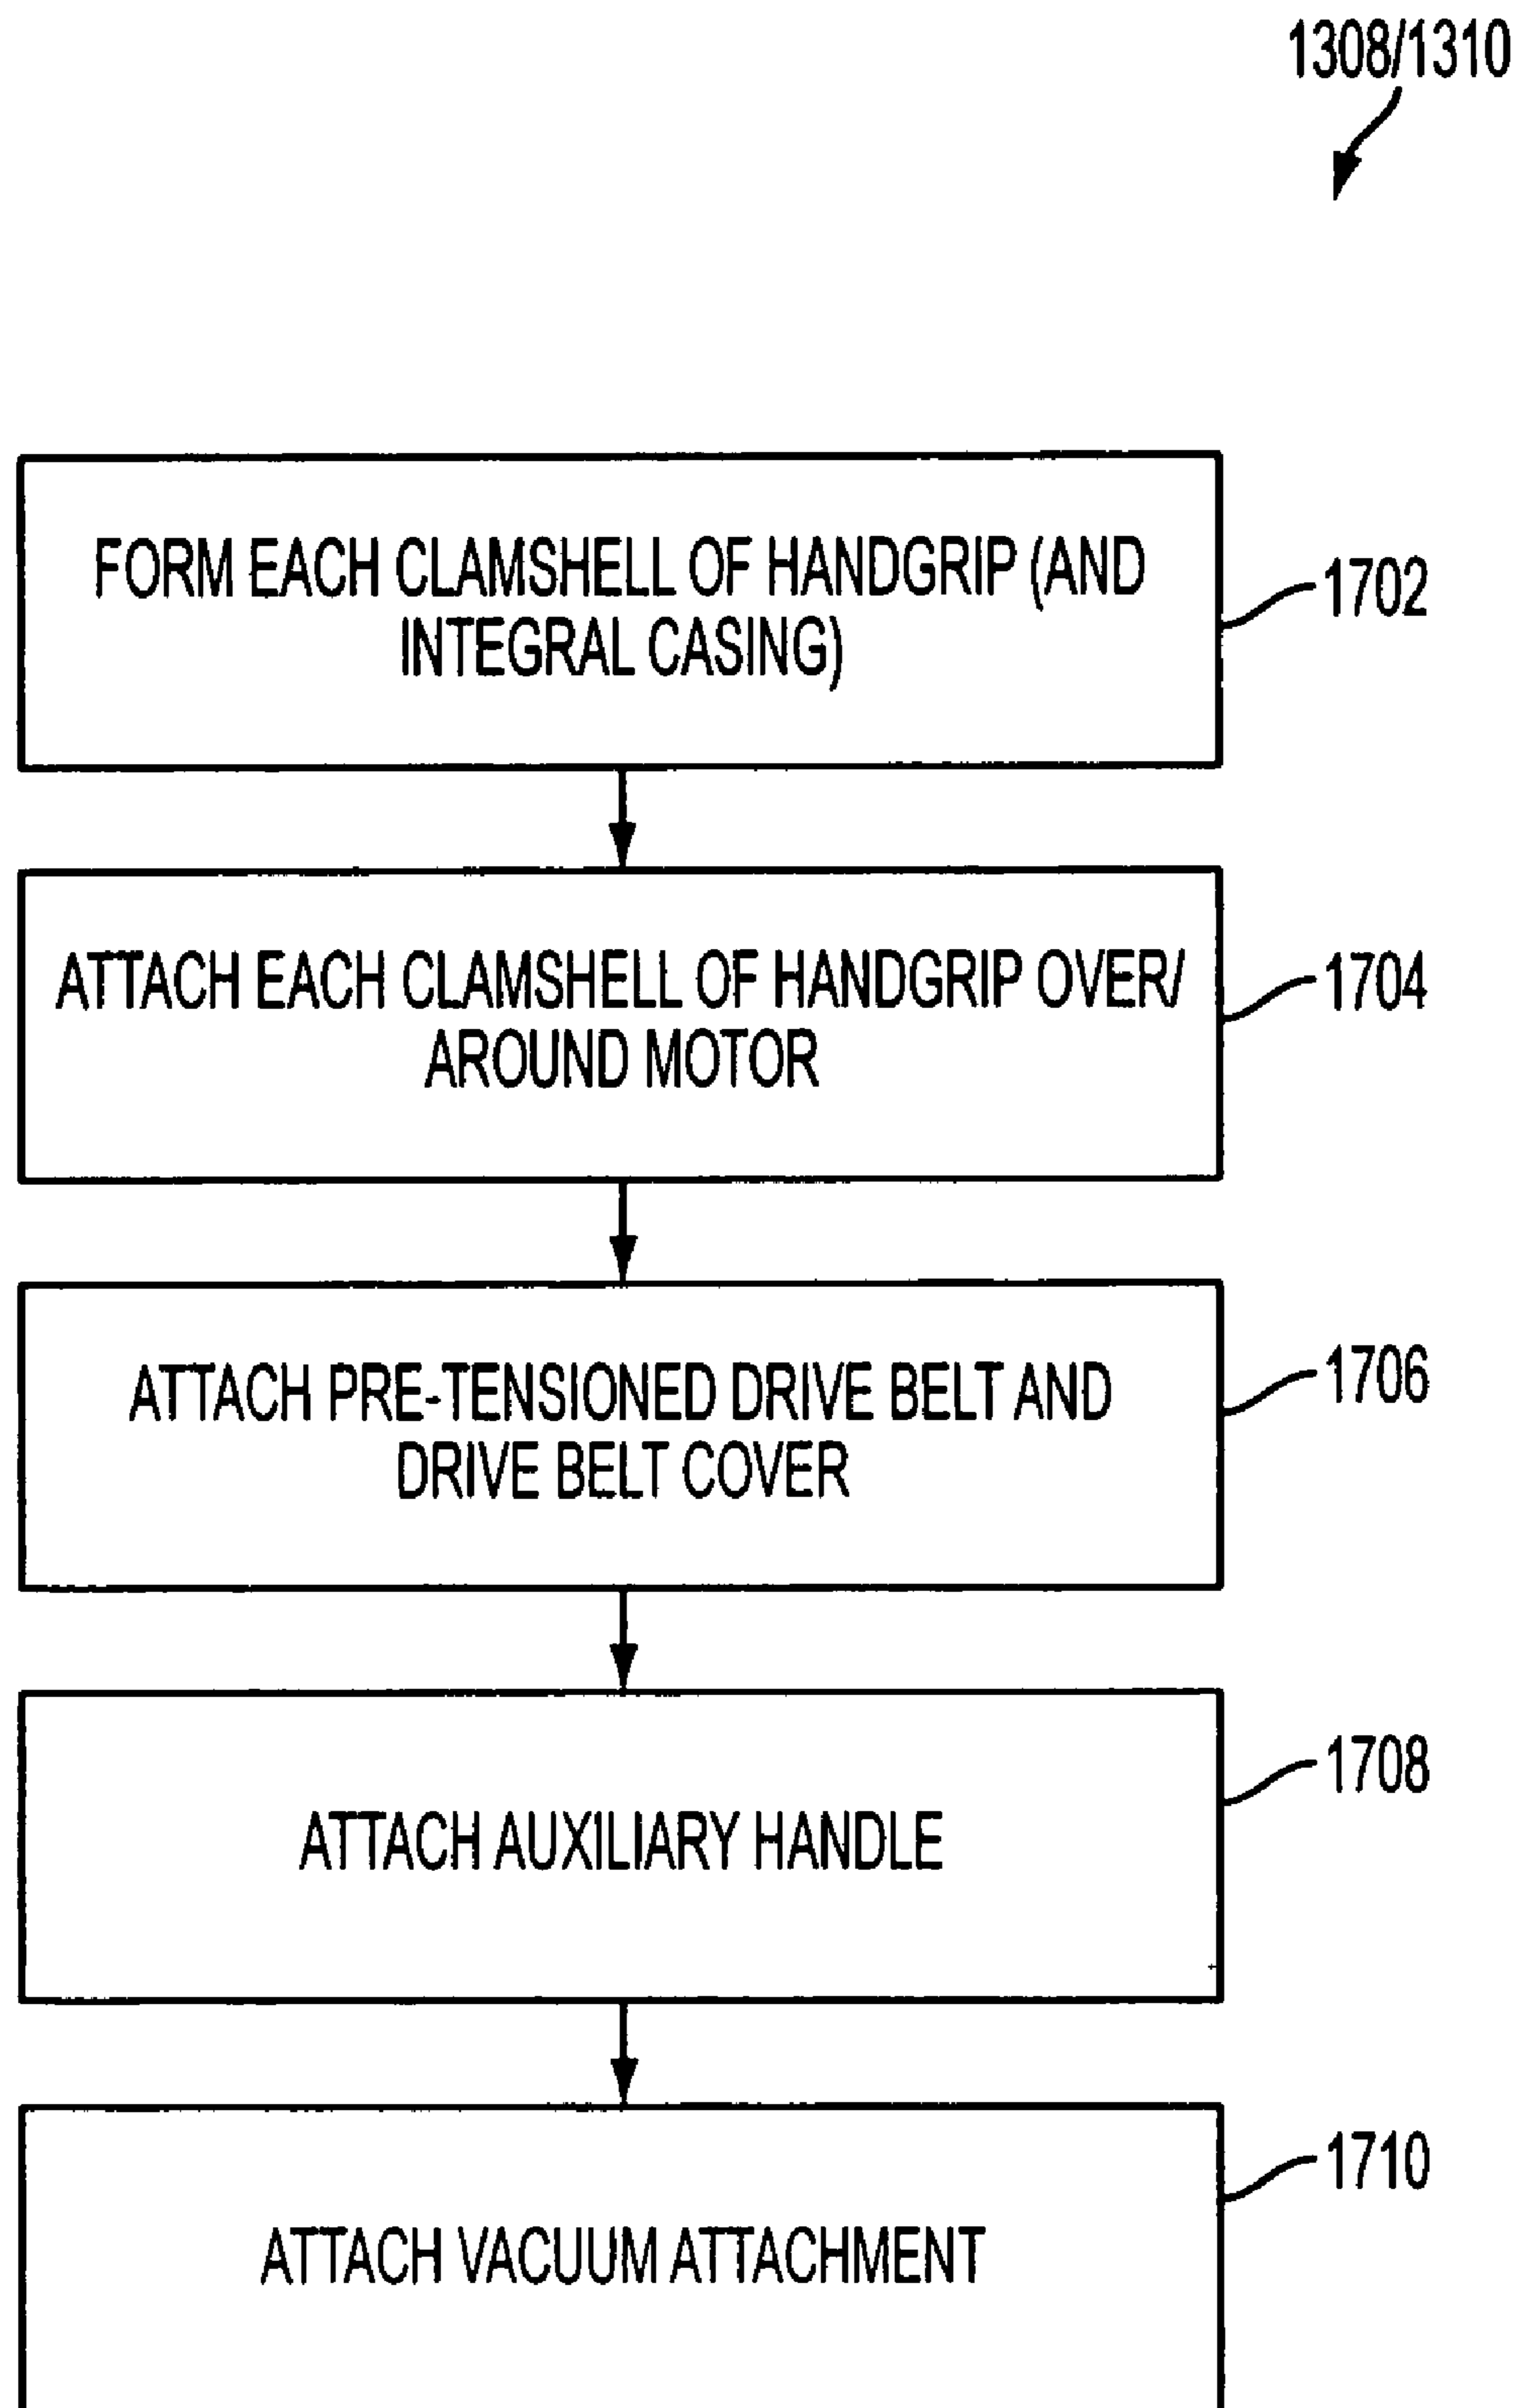 1308/1310
FORM EACH CLAMSHELL OF HANDGRIP (AND
INTEGRAL CASING)
1702
ATTACH EACH CLAMSHELL OF HANDGRIP OVER/
AROUND MOTOR
1704
ATTACH PRE-TENSIONED DRIVE BELT AND
DRIVE BELT COVER
1706
ATTACH AUXILIARY HANDLE
1708
ATTACH VACUUM ATTACHMENT
1710